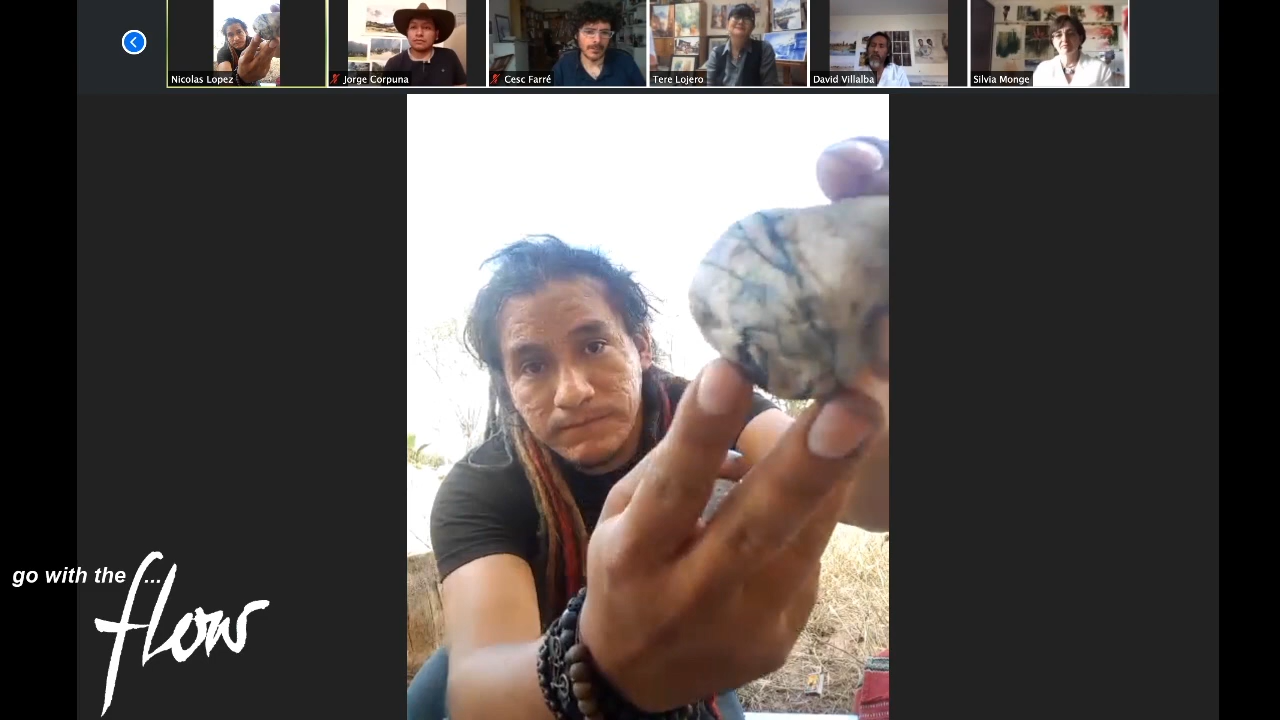 Nicolas Lopez
Jorge Corpuna
Cesc Farré
Tere Lojero
David Villalba
Silvia Monge
go with the ...
flow